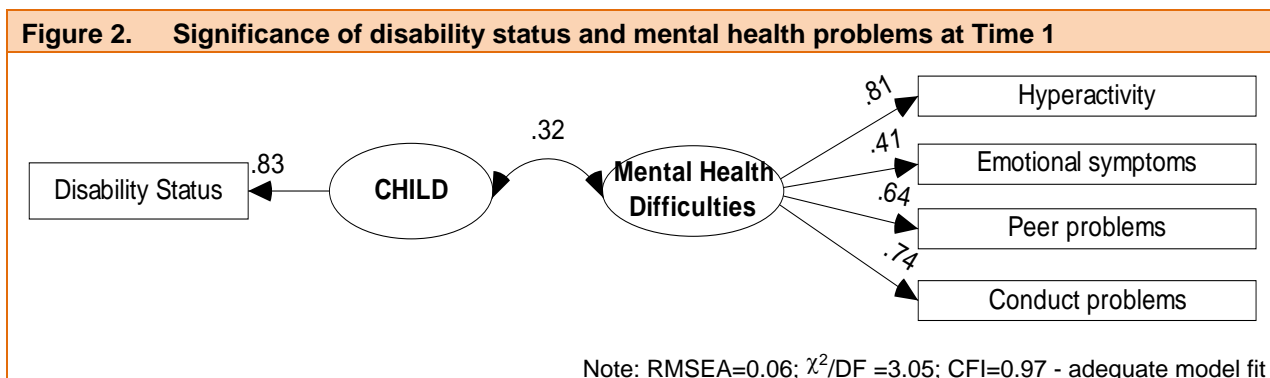 Figure 2. Significance of disability status and mental health problems at Time 1
Disability Status
.83
CHILD
.32
Mental Health
Difficulties
.81
Hyperactivity
.41
Emotional symptoms
.64
Peer problems
.74
Conduct problems
Note: RMSEA=0.06; χ²/DF =3.05; CFI=0.97 - adequate model fit